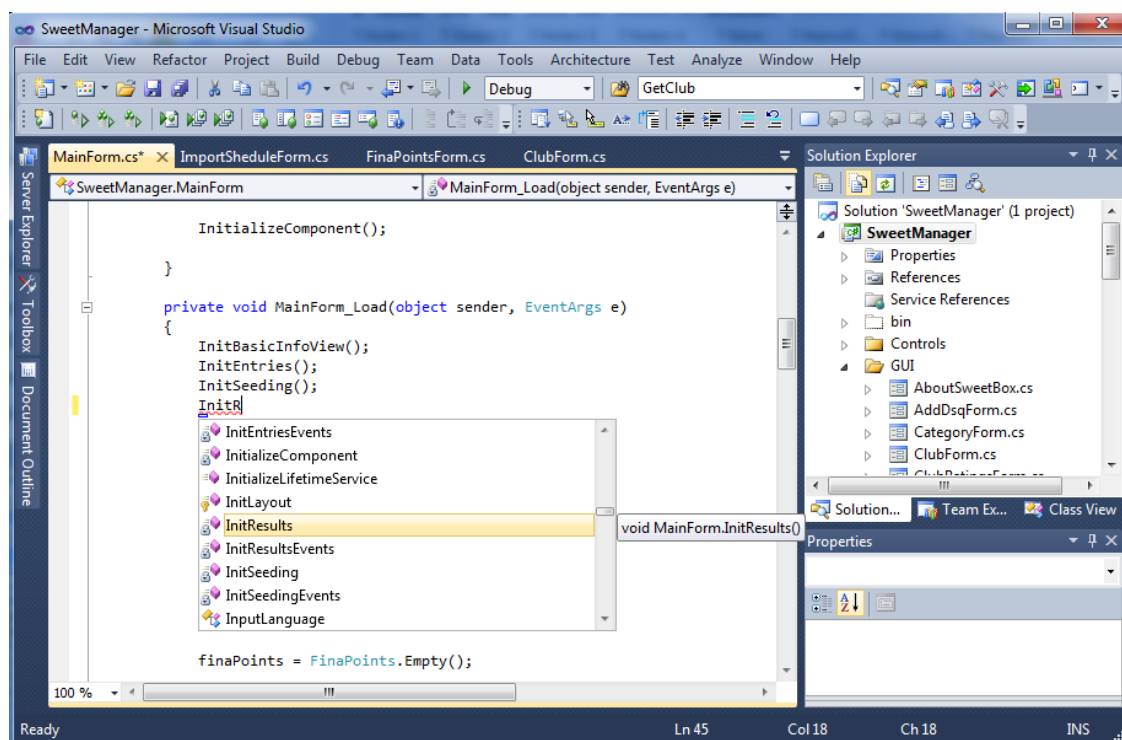 SweetManager - Microsoft Visual Studio
File Edit View Refactor Project Build Debug Team Data Tools Architecture Test Analyze Window Help
Debug GetClub
MainForm.cs* ImportSheduleForm.cs FinaPointsForm.cs ClubForm.cs
SweetManager.MainForm MainForm_Load(object sender, EventArgs e)
InitializeComponent();
}
private void MainForm_Load(object sender, EventArgs e)
{
InitBasicInfoView();
InitEntries();
InitSeeding();
InitR
InitEntriesEvents
InitializeComponent
InitializeLifetimeService
InitLayout
InitResults
void MainForm.InitResults()
InitResultsEvents
InitSeeding
InitSeedingEvents
InputLanguage
finaPoints = FinaPoints.Empty();
100 %
Server Explorer
Toolbox
Document Outline
Solution Explorer
Solution 'SweetManager' (1 project)
SweetManager
Properties
References
Service References
bin
Controls
GUI
AboutSweetBox.cs
AddDsqForm.cs
CategoryForm.cs
ClubForm.cs
ClubRatingsForm.cs
Solution... Team Ex... Class View
Properties
Ready Ln 45 Col 18 Ch 18 INS